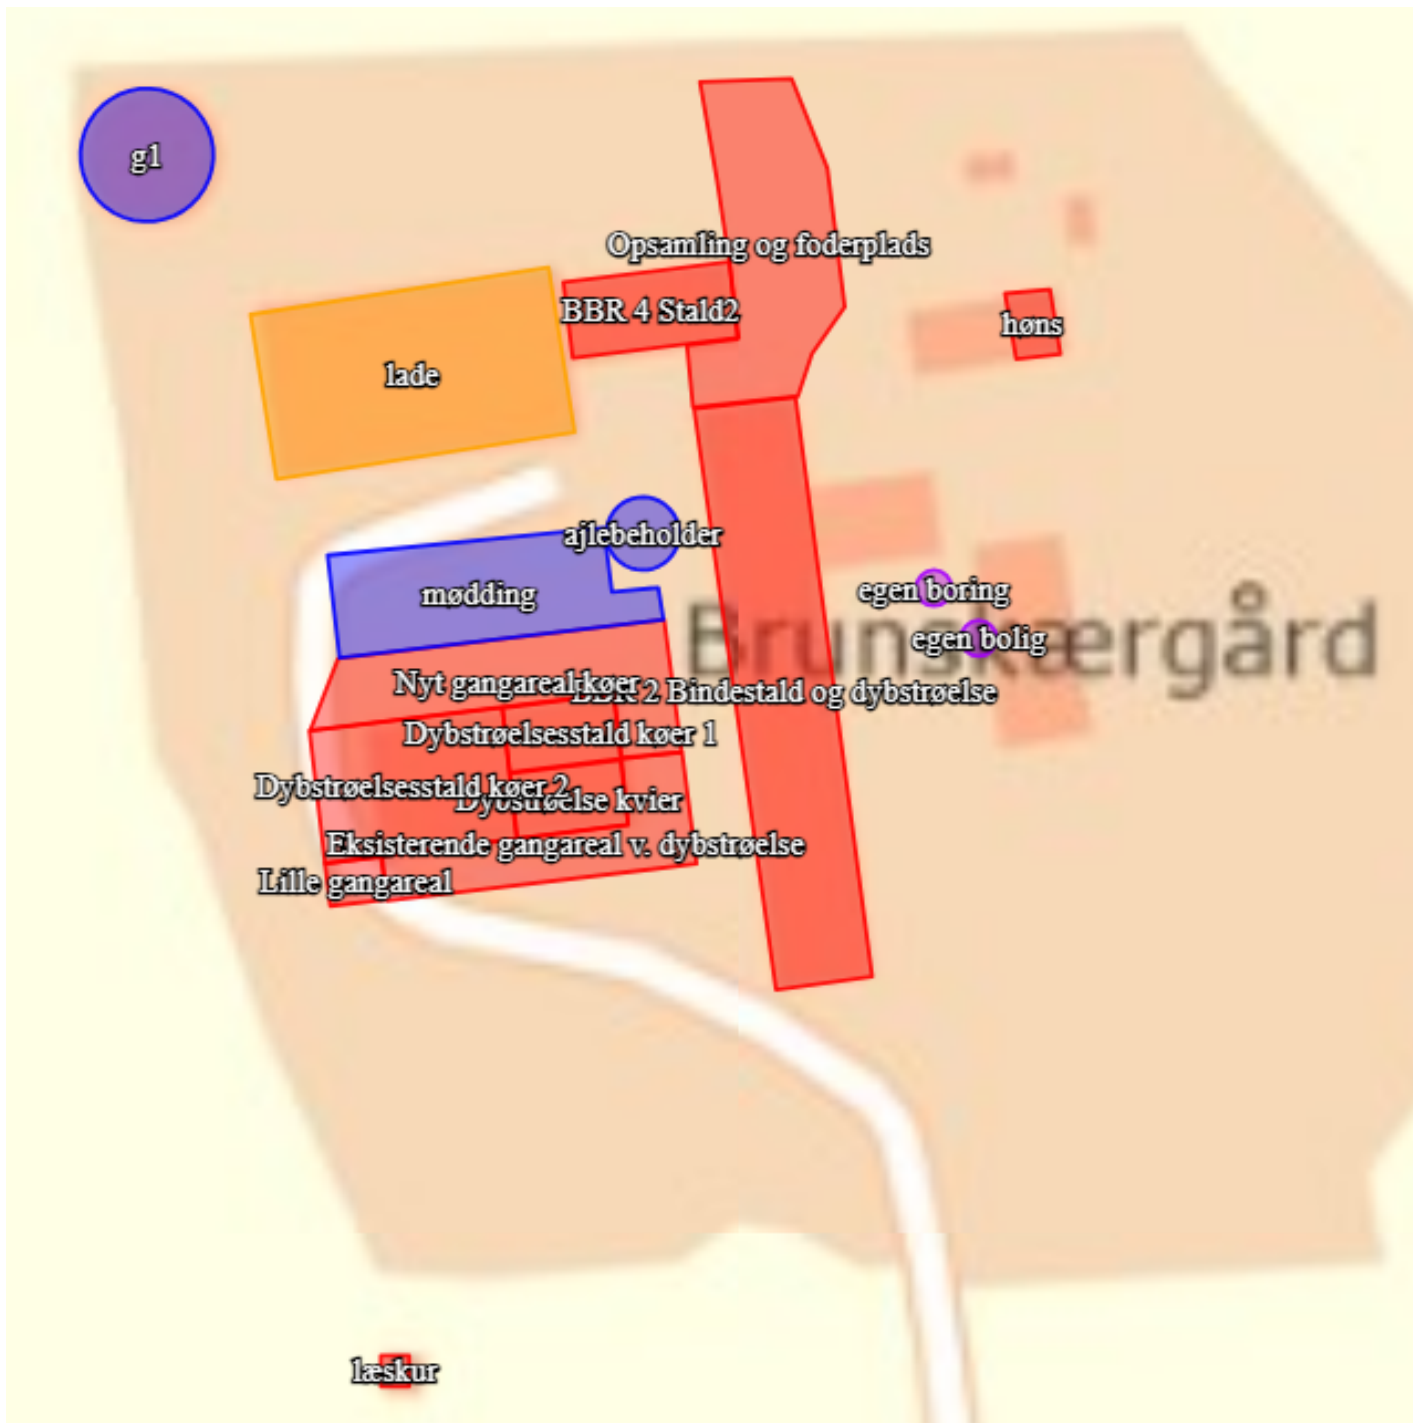 g1
Opsamling og foderplads
BBR 4 Stald2
høns
lade
ajlebeholder
mødding
egen boring
egen bolig
Brunskærgård
Nyt gangareal køer
BBR 2 Bindestald og dybstrøelse
Dybstrøelsesstald køer 1
Dybstrøelsesstald køer 2
Dybstrøelse kvier
Eksisterende gangareal v. dybstrøelse
Lille gangareal
læskur